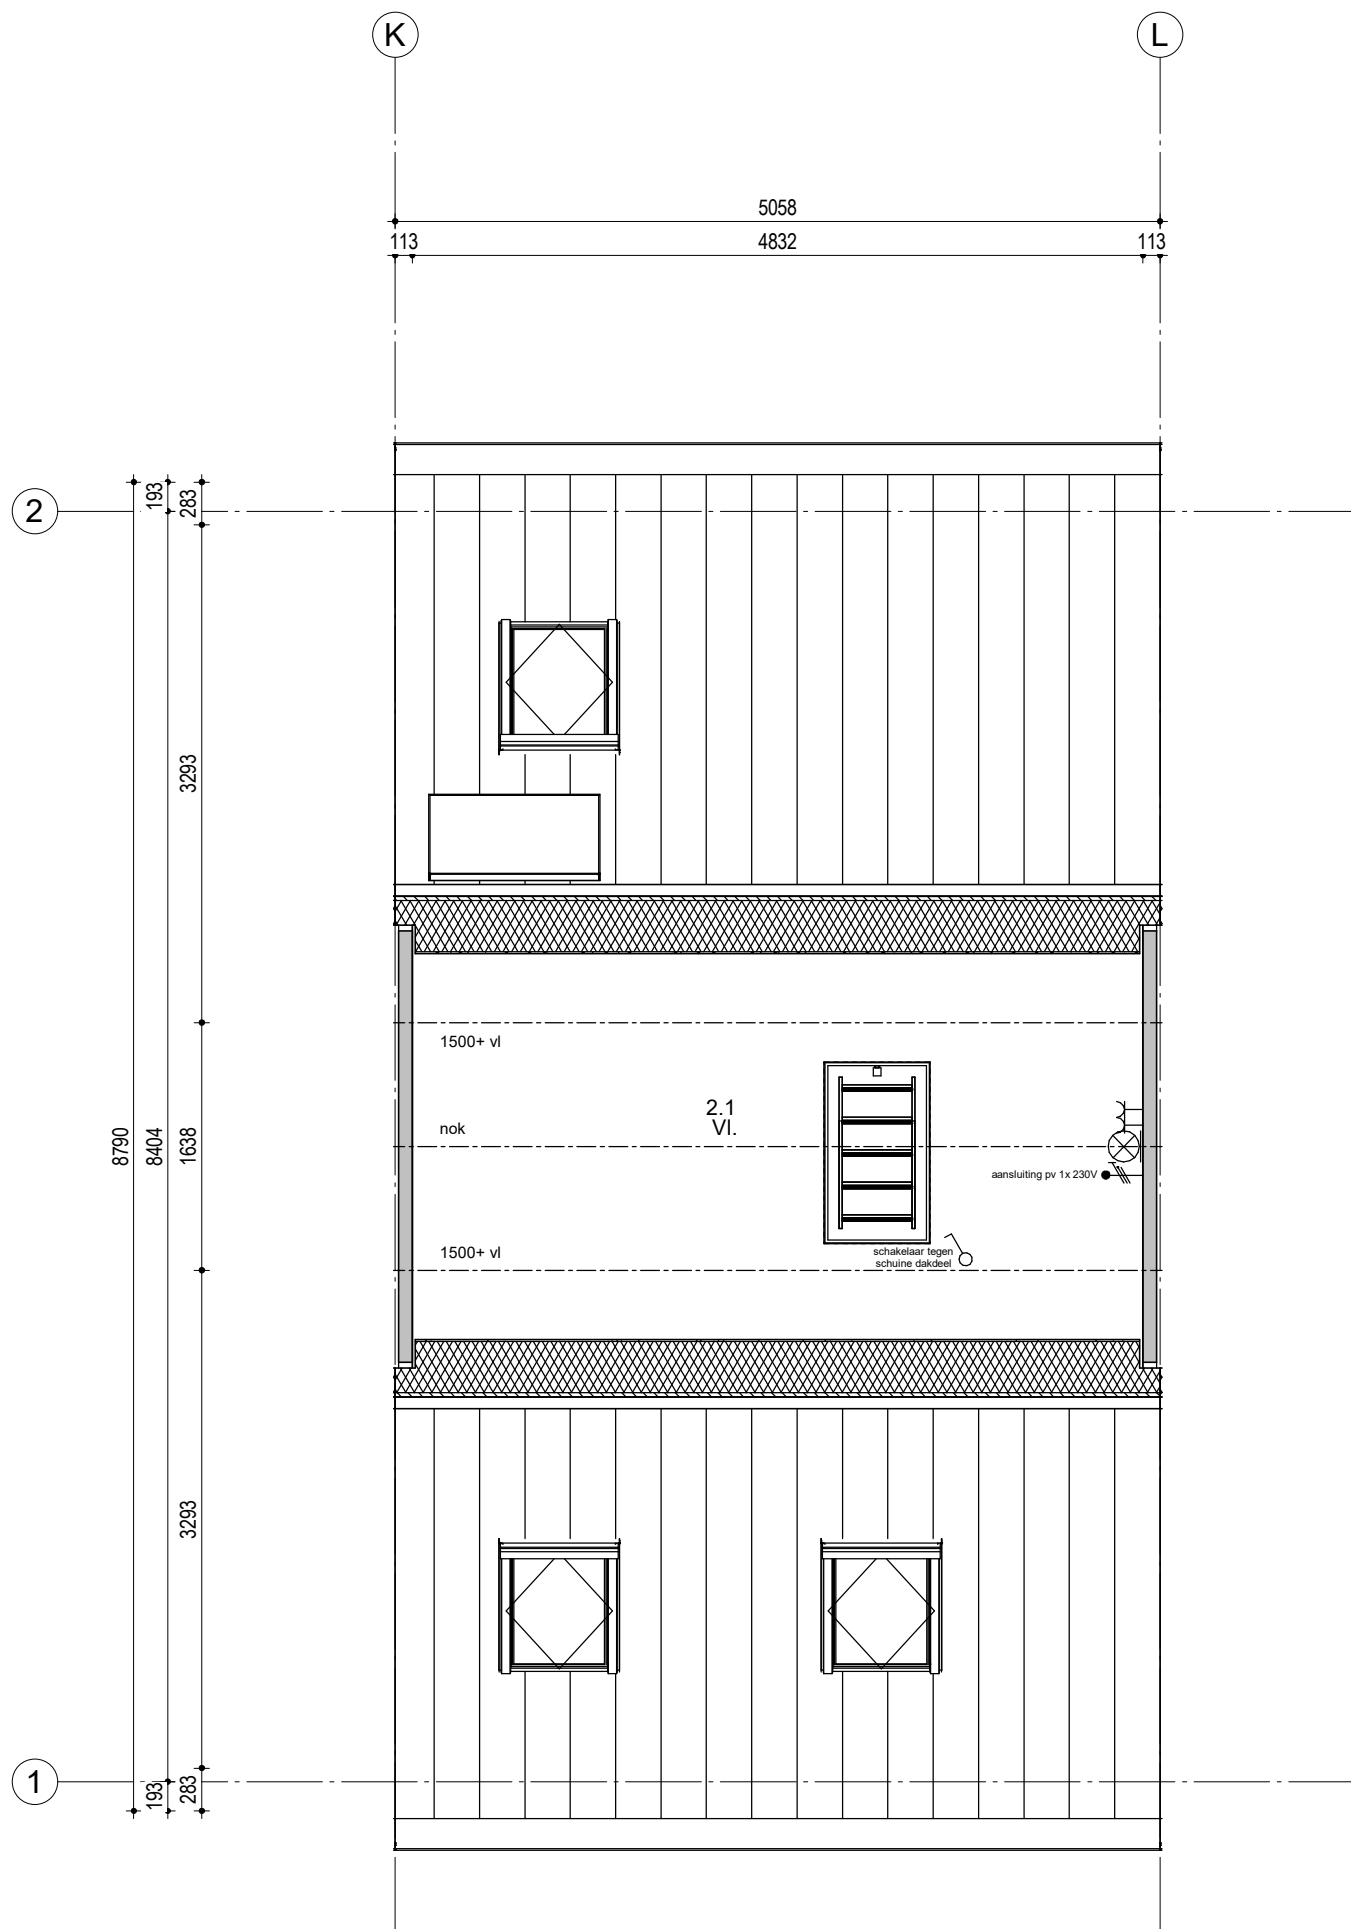 K
L
5058
113
4832
113
2
193
283
3293
1500+ vl
2.1
Vl.
nok
8790
8404
1638
aansluiting pv 1x 230V
1500+ vl
schakelaar tegen
schuine dakdeel
3293
1
193
283